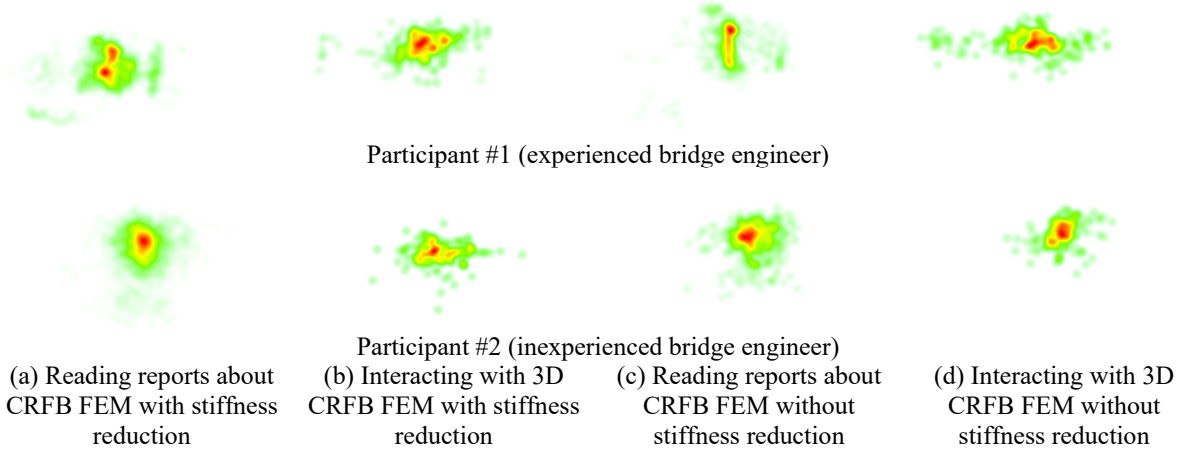 Participant #1 (experienced bridge engineer)
Participant #2 (inexperienced bridge engineer)
(a) Reading reports about
CRFB FEM with stiffness
reduction
(b) Interacting with 3D
CRFB FEM with stiffness
reduction
(c) Reading reports about
CRFB FEM without
stiffness reduction
(d) Interacting with 3D
CRFB FEM without
stiffness reduction